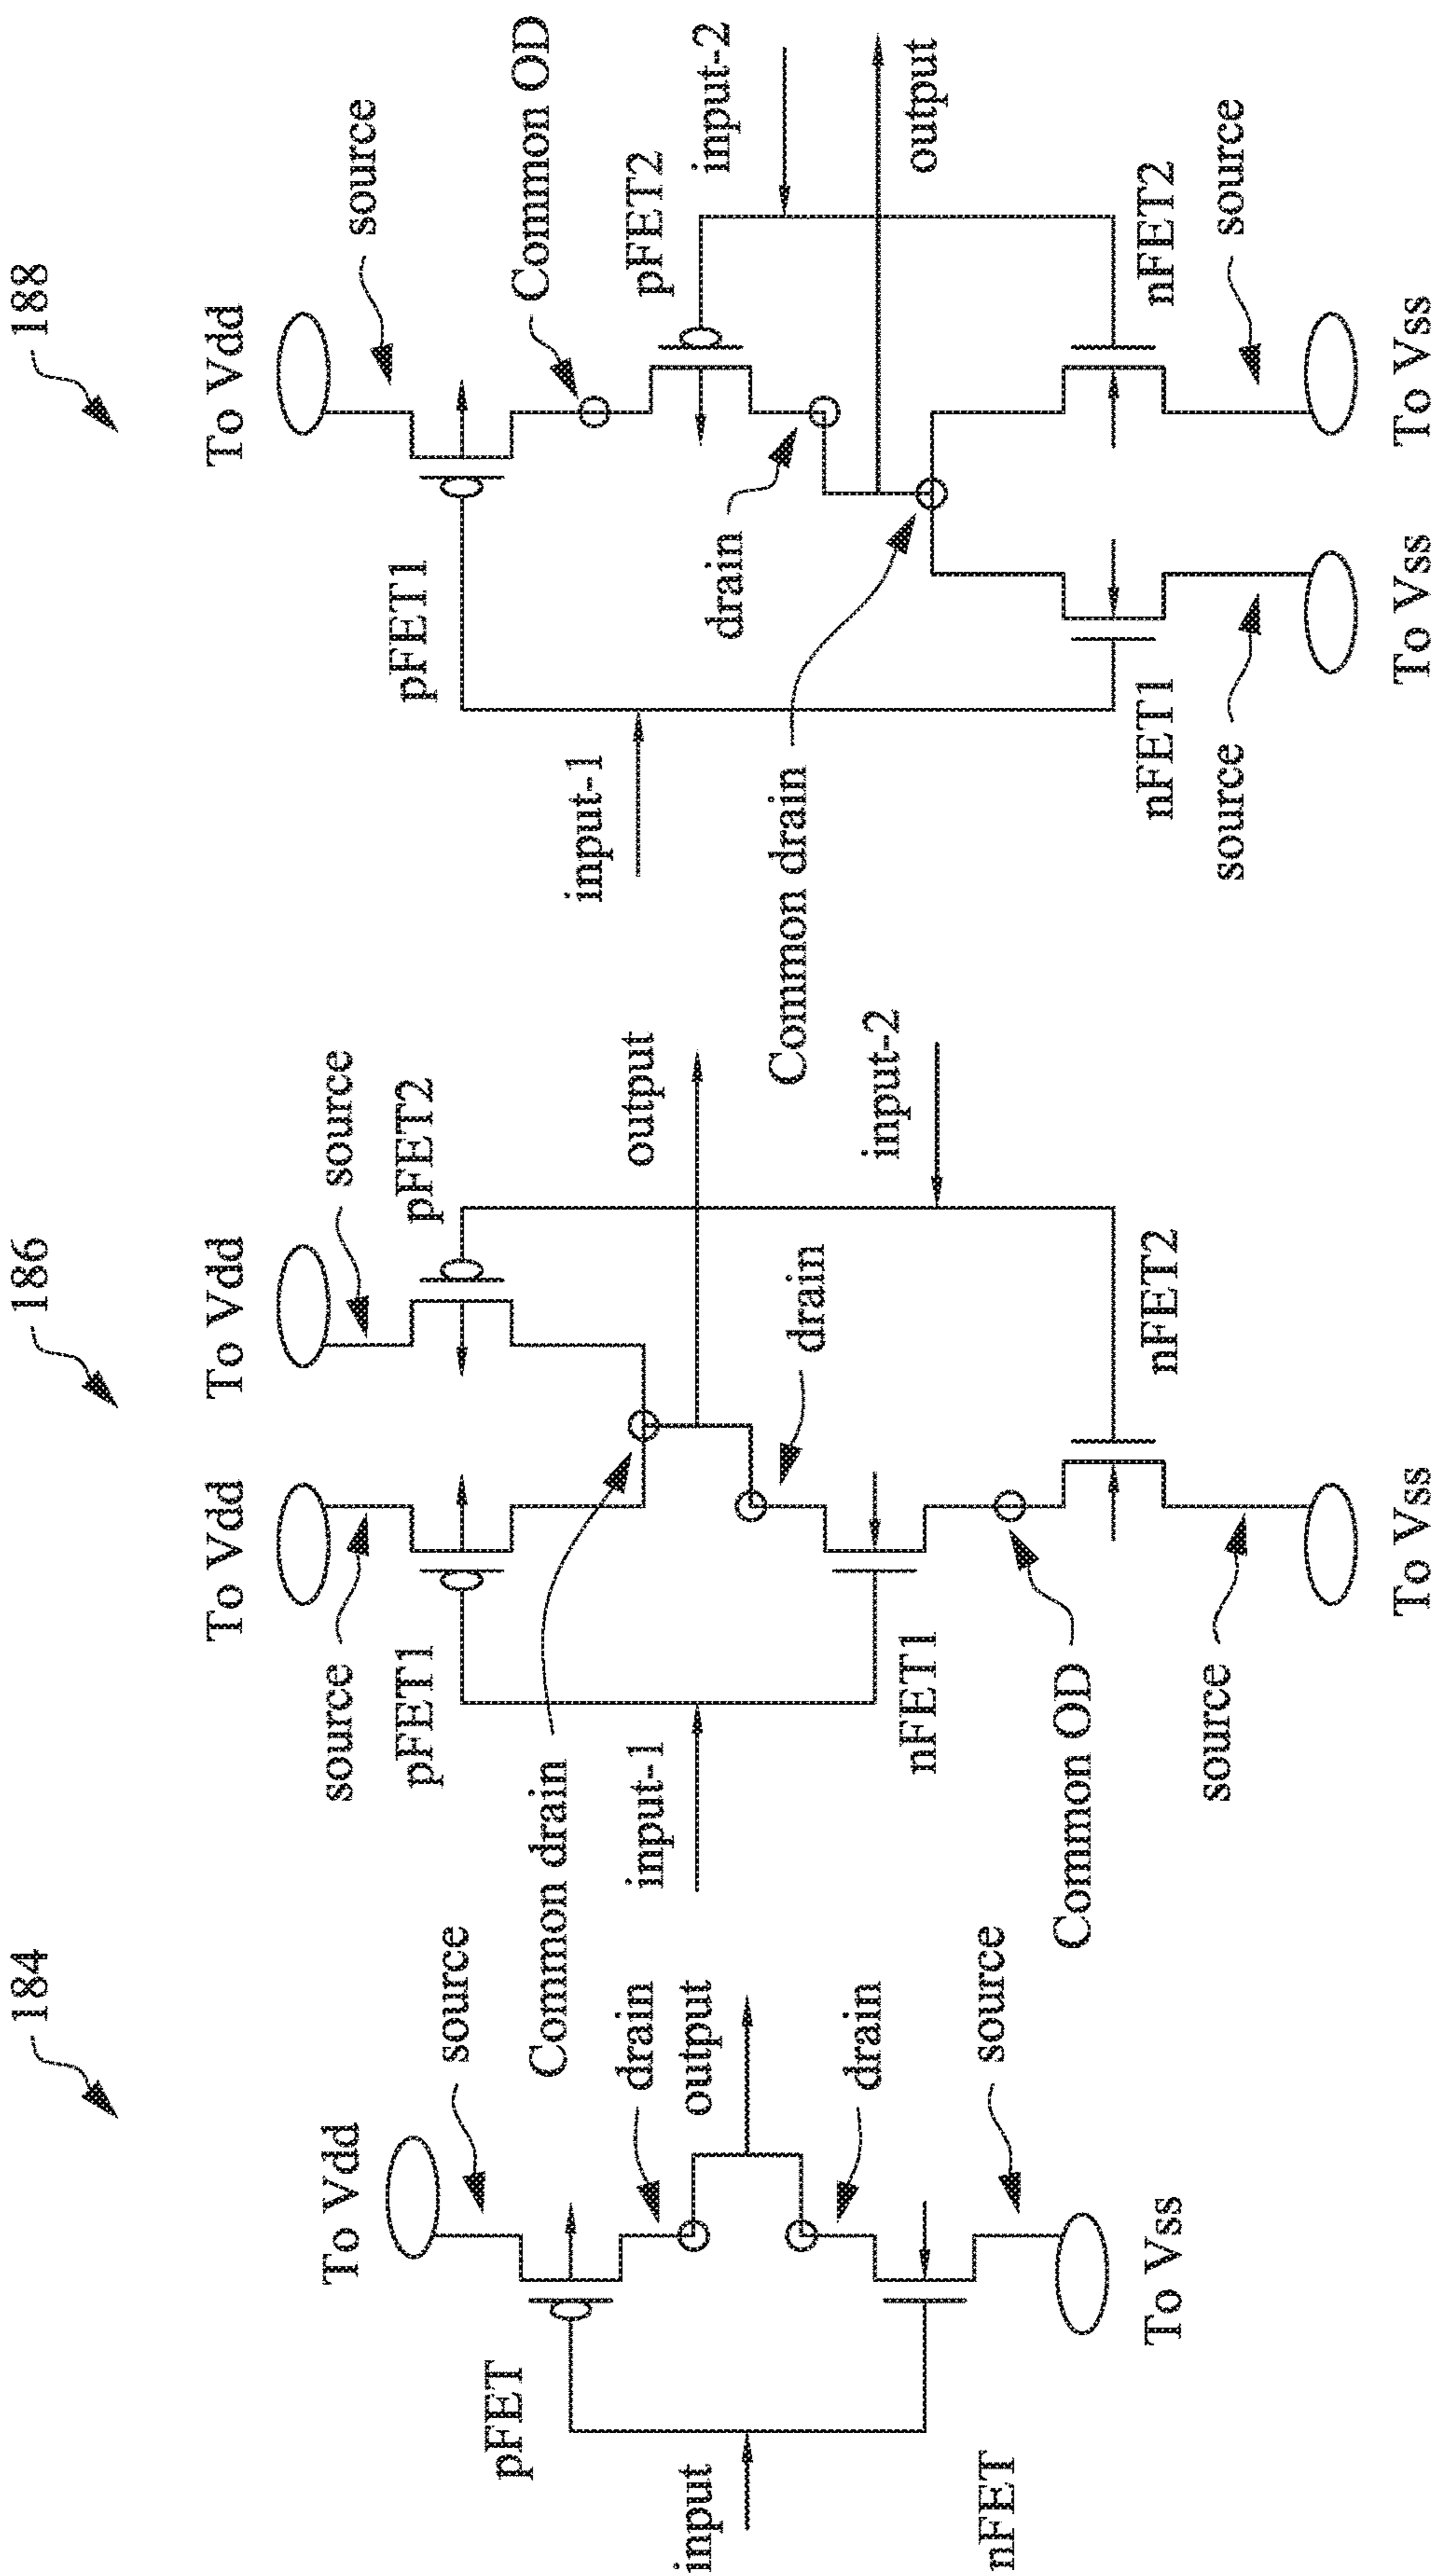 184
To Vdd
source
pFET
drain
output
input
drain
nFET
source
To Vss
186
To Vdd
To Vdd
source
source
pFET1
pFET2
Common drain
output
input-1
drain
input-2
nFET1
Common OD
nFET2
source
To Vss
188
To Vdd
source
pFET1
Common OD
pFET2
input-1
input-2
drain
Common drain
output
nFET1
nFET2
source
source
To Vss
To Vss